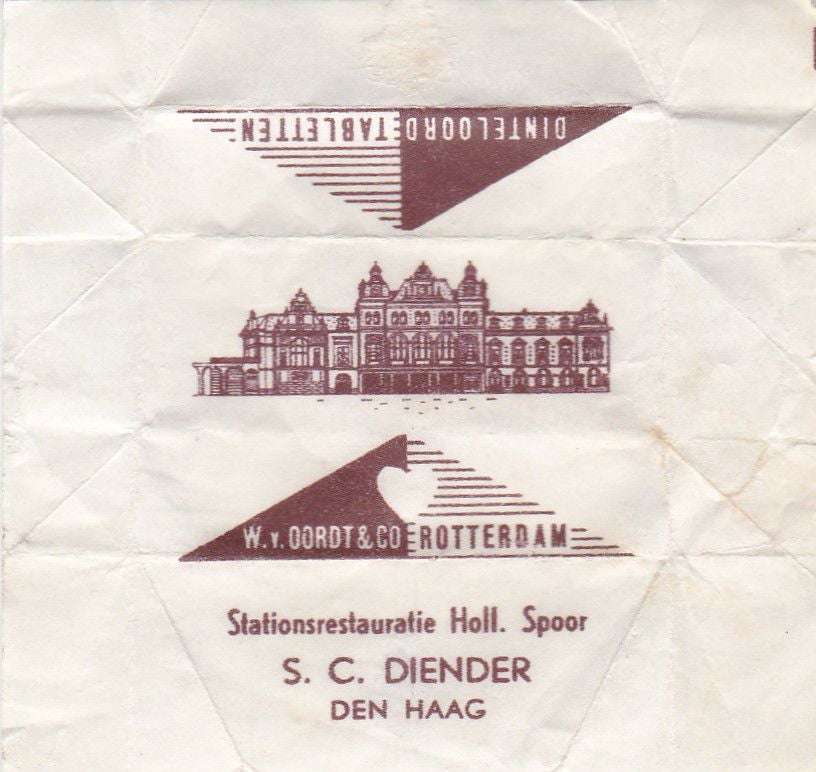 DINTELOORD TABLETTEN
W. v. OORDT & CO ROTTERDAM
Stationsrestauratie Holl. Spoor
S. C. DIENDER
DEN HAAG